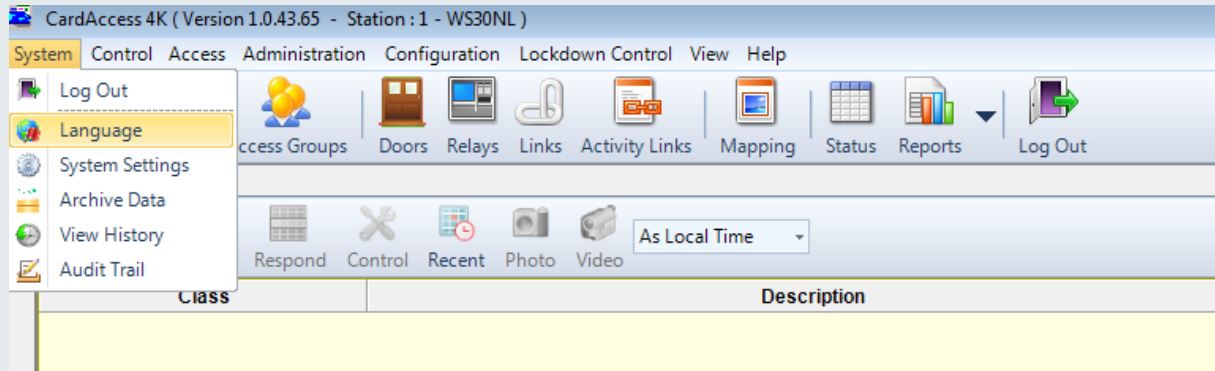 CardAccess 4K ( Version 1.0.43.65 - Station : 1 - WS30NL )
System Control Access Administration Configuration Lockdown Control View Help
Log Out
Language
System Settings
Archive Data
View History
Audit Trail
ccess Groups Doors Relays Links Activity Links Mapping Status Reports Log Out
Respond Control Recent Photo Video As Local Time
Class Description